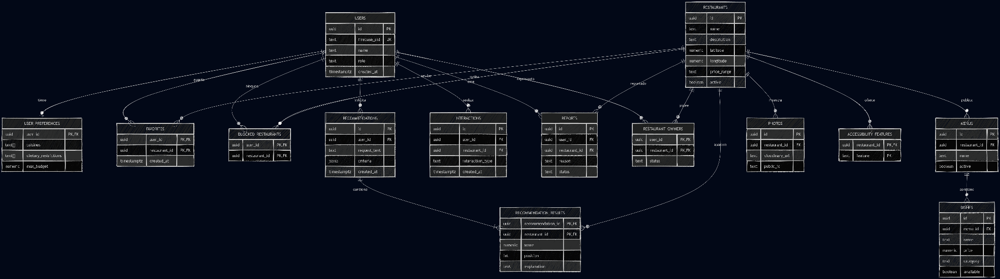 USERS
uuid id PK
text firebase_uid UK
text name
text role
timestamptz created_at
RESTAURANTS
uuid id PK
text name
text description
numeric latitude
numeric longitude
text price_range
boolean active
guarda
bloquea
recibe
recibe
crea
representa
reportado
tiene
solicita
realiza
posee
muestra
ofrece
publica
USER_PREFERENCES
uuid user_id PK,FK
text[] cuisines
text[] dietary_restrictions
numeric max_budget
FAVORITES
uuid user_id PK,FK
uuid restaurant_id PK,FK
timestamptz created_at
BLOCKED_RESTAURANTS
uuid user_id PK,FK
uuid restaurant_id PK,FK
RECOMMENDATIONS
uuid id PK
uuid user_id FK
text request_text
jsonb criteria
timestamptz created_at
INTERACTIONS
uuid id PK
uuid user_id FK
uuid restaurant_id FK
text interaction_type
timestamptz created_at
REPORTS
uuid id PK
uuid user_id FK
uuid restaurant_id FK
text reason
text status
RESTAURANT_OWNERS
uuid user_id PK,FK
uuid restaurant_id PK,FK
text status
aparece
PHOTOS
uuid id PK
uuid restaurant_id FK
text cloudinary_url
text public_id
ACCESSIBILITY_FEATURES
uuid restaurant_id PK,FK
text feature PK
MENUS
uuid id PK
uuid restaurant_id FK
text name
boolean active
contiene
contiene
RECOMMENDATION_RESULTS
uuid recommendation_id PK,FK
uuid restaurant_id PK,FK
numeric score
int position
text explanation
DISHES
uuid id PK
uuid menu_id FK
text name
numeric price
text category
boolean available